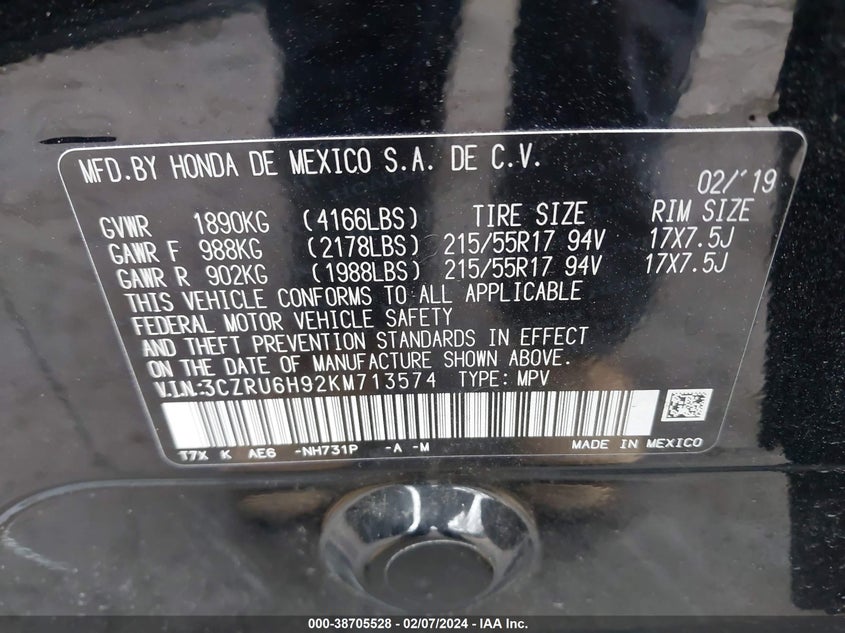 MFD.BY HONDA DE MEXICO S.A. DE C.V.
02/'19
GVWR 1890KG (4166LBS) TIRE SIZE RIM SIZE
GAWR F 988KG (2178LBS) 215/55R17 94V 17X7.5J
GAWR R 902KG (1988LBS) 215/55R17 94V 17X7.5J
THIS VEHICLE CONFORMS TO ALL APPLICABLE
FEDERAL MOTOR VEHICLE SAFETY
AND THEFT PREVENTION STANDARDS IN EFFECT
ON THE DATE OF MANUFACTURE SHOWN ABOVE.
V.I.N.:3CZRU6H92KM713574 TYPE: MPV
T7X K AE6 -NH731P -A -M MADE IN MEXICO
000-38705528 - 02/07/2024 - IAA Inc.